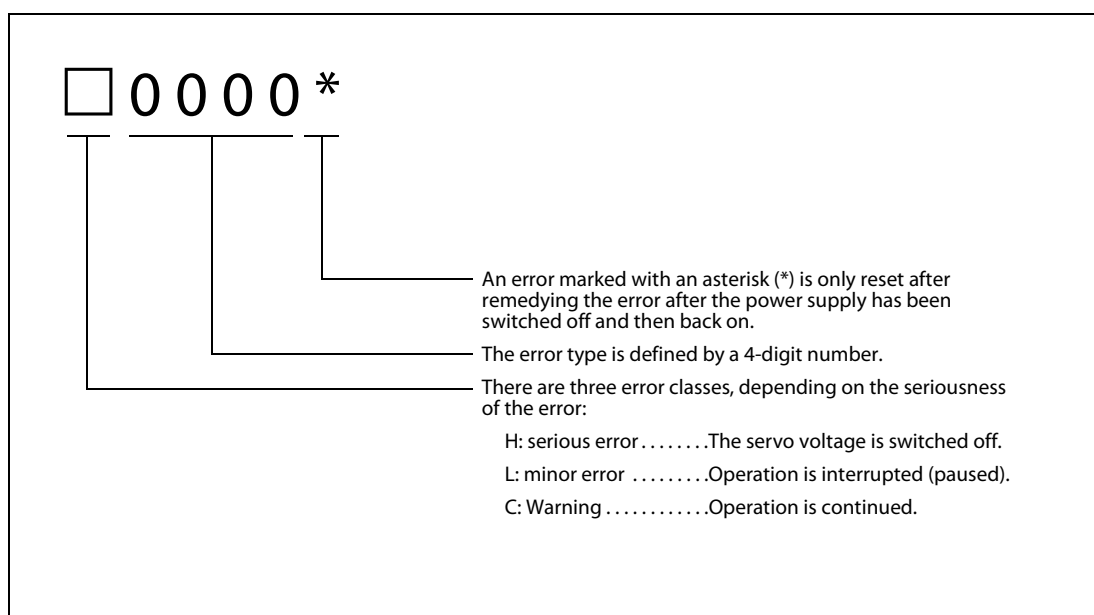 □ 0 0 0 0 *
An error marked with an asterisk (*) is only reset after
remedying the error after the power supply has been
switched off and then back on.
The error type is defined by a 4-digit number.
There are three error classes, depending on the seriousness
of the error:
H: serious error . . . . . . . .The servo voltage is switched off.
L: minor error . . . . . . . . .Operation is interrupted (paused).
C: Warning . . . . . . . . . . . .Operation is continued.